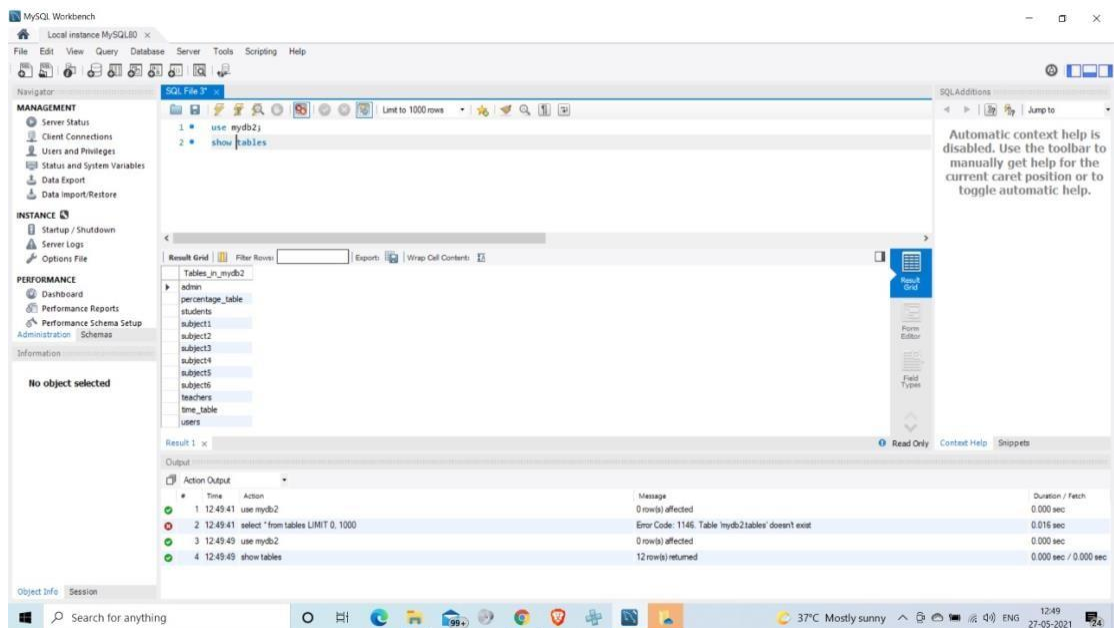 MySQL Workbench
Local instance MySQL80 ×
File Edit View Query Database Server Tools Scripting Help
Navigator
SQL File 3* ×
SQLAdditions
MANAGEMENT
Server Status
Client Connections
Users and Privileges
Status and System Variables
Data Export
Data Import/Restore
INSTANCE
Startup / Shutdown
Server Logs
Options File
PERFORMANCE
Dashboard
Performance Reports
Performance Schema Setup
Administration Schemas
Information
No object selected
Object Info Session
Limit to 1000 rows
1 use mydb2;
2 show tables
Result Grid Filter Rows: Export: Wrap Cell Content:
Tables_in_mydb2
admin
percentage_table
students
subject1
subject2
subject3
subject4
subject5
subject6
teachers
time_table
users
Result Grid
Form Editor
Field Types
Result 1 ×
Read Only
Jump to
Automatic context help is
disabled. Use the toolbar to
manually get help for the
current caret position or to
toggle automatic help.
Context Help Snippets
Output
Action Output
# Time Action Message Duration / Fetch
1 12:49:41 use mydb2 0 row(s) affected 0.000 sec
2 12:49:41 select * from tables LIMIT 0, 1000 Error Code: 1146. Table 'mydb2.tables' doesn't exist 0.016 sec
3 12:49:49 use mydb2 0 row(s) affected 0.000 sec
4 12:49:49 show tables 12 row(s) returned 0.000 sec / 0.000 sec
Search for anything
99+
37°C Mostly sunny
ENG
12:49
27-05-2021
24